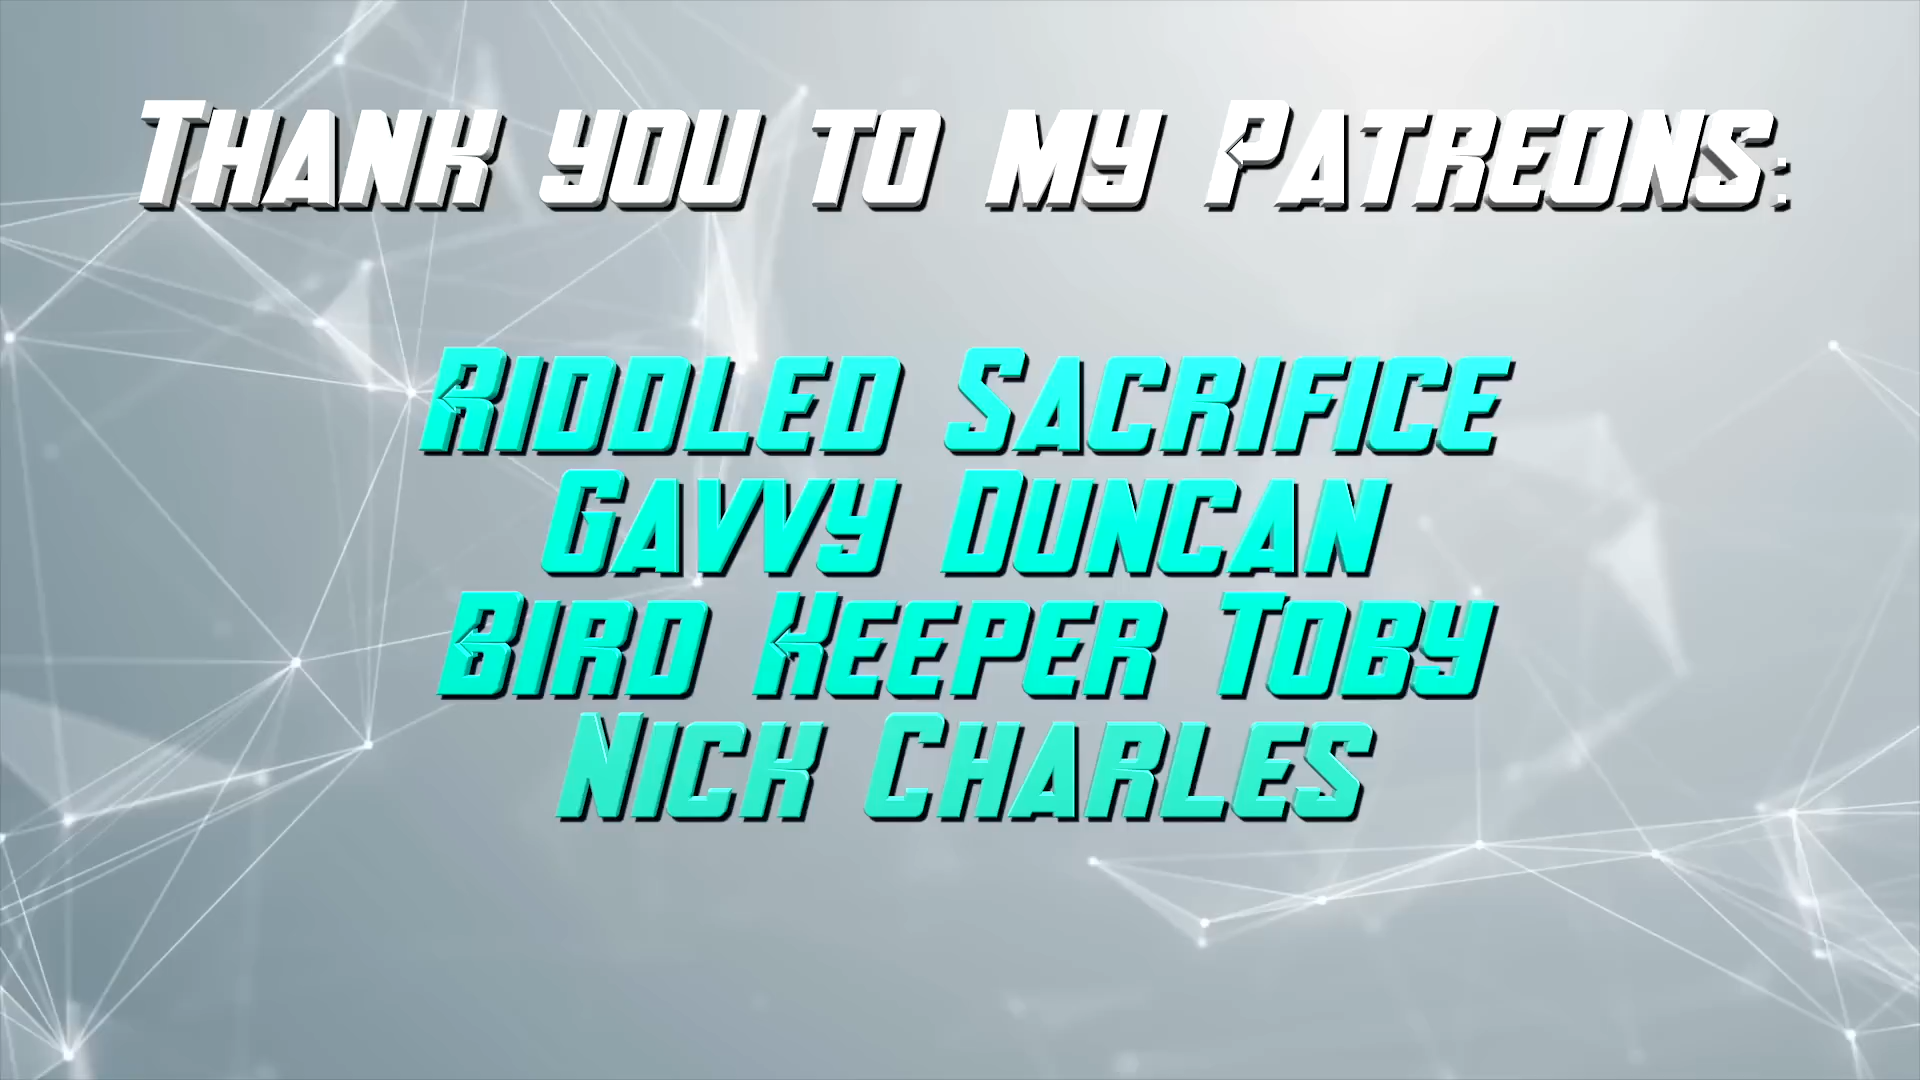 Thank you to my Patreons:
Riddled Sacrifice
Gavvy Duncan
Bird Keeper Toby
Nick Charles